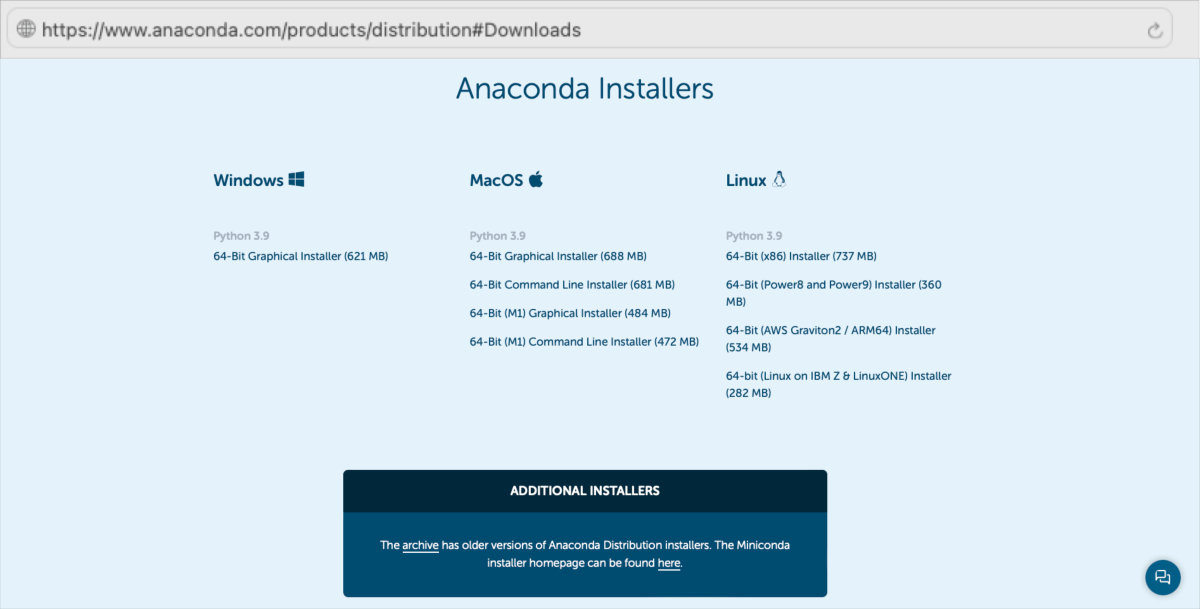 https://www.anaconda.com/products/distribution#Downloads
Anaconda Installers
Windows
Python 3.9
64-Bit Graphical Installer (621 MB)
MacOS
Python 3.9
64-Bit Graphical Installer (688 MB)
64-Bit Command Line Installer (681 MB)
64-Bit (M1) Graphical Installer (484 MB)
64-Bit (M1) Command Line Installer (472 MB)
Linux
Python 3.9
64-Bit (x86) Installer (737 MB)
64-Bit (Power8 and Power9) Installer (360
MB)
64-Bit (AWS Graviton2 / ARM64) Installer
(534 MB)
64-bit (Linux on IBM Z & LinuxONE) Installer
(282 MB)
ADDITIONAL INSTALLERS
The archive has older versions of Anaconda Distribution installers. The Miniconda
installer homepage can be found here.